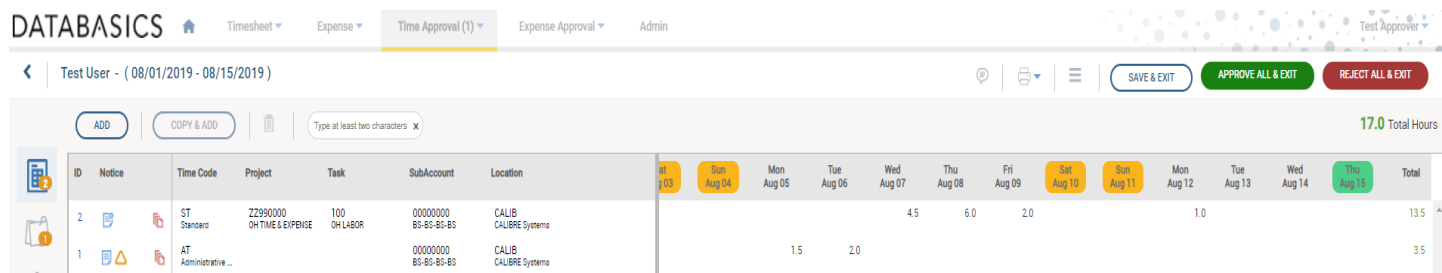 DATABASICS Timesheet Expense Time Approval (1) Expense Approval Admin Test Approver
Test User - ( 08/01/2019 - 08/15/2019 ) SAVE & EXIT APPROVE ALL & EXIT REJECT ALL & EXIT
ADD COPY & ADD Type at least two characters x 17.0 Total Hours
2
ID Notice Time Code Project Task SubAccount Location at Sun Mon Tue Wed Thu Fri Sat Sun Mon Tue Wed Thu Total
03 Aug 04 Aug 05 Aug 06 Aug 07 Aug 08 Aug 09 Aug 10 Aug 11 Aug 12 Aug 13 Aug 14 Aug 15
2 ST ZZ990000 100 00000000 CALIB 4.5 6.0 2.0 1.0 13.5
Standard OH TIME & EXPENSE OH LABOR BS-BS-BS-BS CALIBRE Systems
1
1 AT 00000000 CALIB 1.5 2.0 3.5
Administrative ... BS-BS-BS-BS CALIBRE Systems